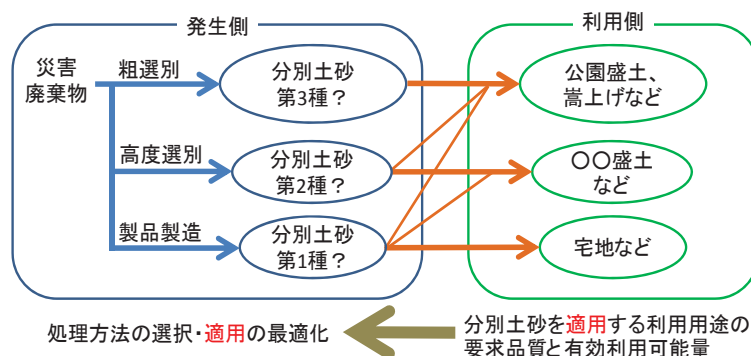 発生側
利用側
災害
廃棄物
粗選別
分別土砂
第3種？
公園盛土、
嵩上げなど
高度選別
分別土砂
第2種？
〇〇盛土
など
製品製造
分別土砂
第1種？
宅地など
処理方法の選択・適用の最適化
分別土砂を適用する利用用途の
要求品質と有効利用可能量